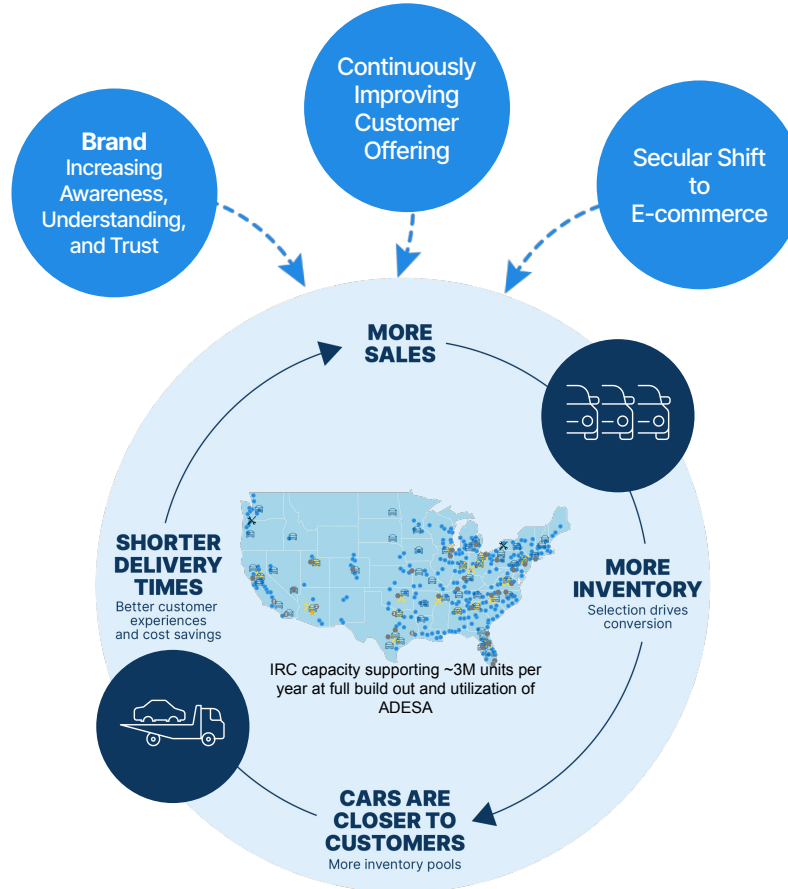 Continuously
Improving
Customer
Offering
Brand
Increasing
Awareness,
Understanding,
and Trust
Secular Shift
to
E-commerce
MORE
SALES
SHORTER
DELIVERY
TIMES
Better customer
experiences
and cost savings
MORE
INVENTORY
Selection drives
conversion
IRC capacity supporting ~3M units per
year at full build out and utilization of
ADESA
CARS ARE
CLOSER TO
CUSTOMERS
More inventory pools